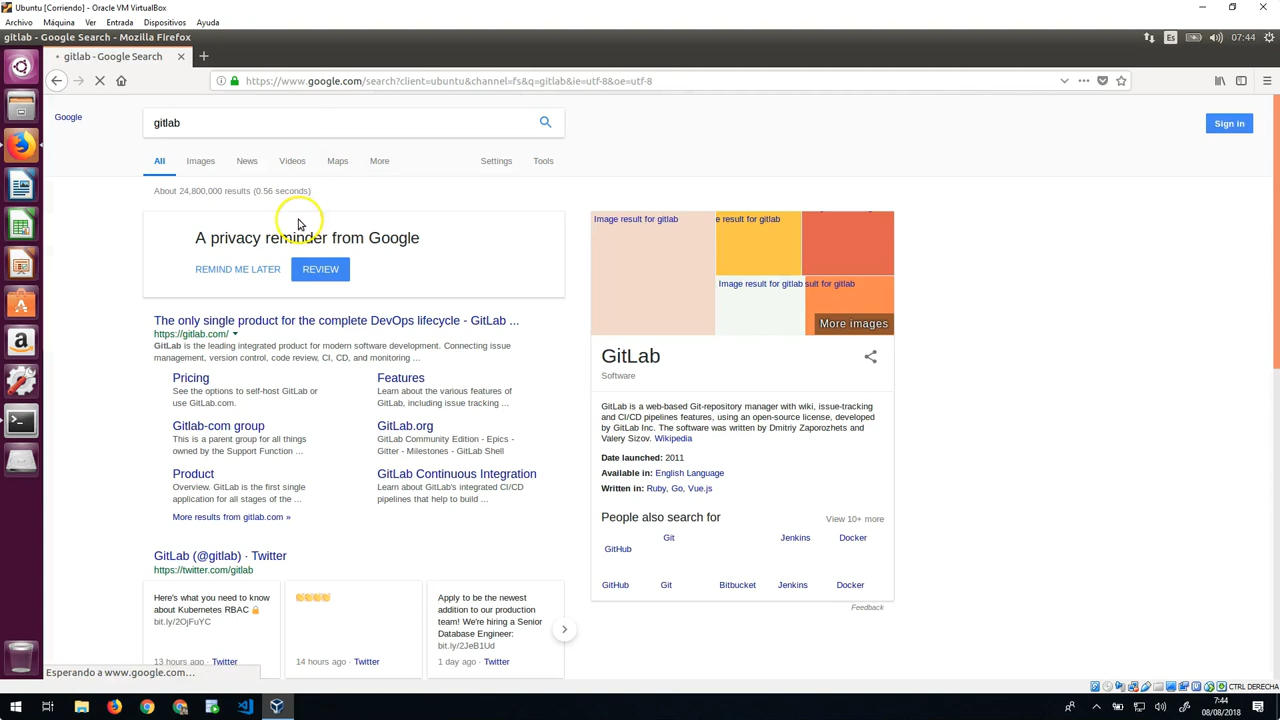 Ubuntu [Corriendo] - Oracle VM VirtualBox
Archivo Máquina Ver Entrada Dispositivos Ayuda
gitlab - Google Search - Mozilla Firefox
Es 07:44
gitlab - Google Search
https://www.google.com/search?client=ubuntu&channel=fs&q=gitlab&ie=utf-8&oe=utf-8
Google
gitlab
Sign in
All Images News Videos Maps More Settings Tools
About 24,800,000 results (0.56 seconds)
A privacy reminder from Google
REMIND ME LATER REVIEW
The only single product for the complete DevOps lifecycle - GitLab ...
https://gitlab.com/
GitLab is the leading integrated product for modern software development. Connecting issue
management, version control, code review, CI, CD, and monitoring ...
Pricing
See the options to self-host GitLab or
use GitLab.com.
Features
Learn about the various features of
GitLab, including issue tracking ...
Gitlab-com group
This is a parent group for all things
owned by the Support Function ...
GitLab.org
GitLab Community Edition - Epics -
Gitter - Milestones - GitLab Shell
Product
Overview. GitLab is the first single
application for all stages of the ...
GitLab Continuous Integration
Learn about GitLab's integrated CI/CD
pipelines that help to build ...
More results from gitlab.com »
GitLab (@gitlab) · Twitter
https://twitter.com/gitlab
Here's what you need to know
about Kubernetes RBAC 🔒
bit.ly/2OjFuYC
13 hours ago · Twitter
👏👏👏👏
14 hours ago · Twitter
Apply to be the newest
addition to our production
team! We're hiring a Senior
Database Engineer:
bit.ly/2JeB1Ud
1 day ago · Twitter
Image result for gitlab
e result for gitlab
Image result for gitlab
sult for gitlab
More images
GitLab
Software
GitLab is a web-based Git-repository manager with wiki, issue-tracking
and CI/CD pipelines features, using an open-source license, developed
by GitLab Inc. The software was written by Dmitriy Zaporozhets and
Valery Sizov. Wikipedia
Date launched: 2011
Available in: English Language
Written in: Ruby, Go, Vue.js
People also search for View 10+ more
GitHub Git Jenkins Docker
GitHub Git Bitbucket Jenkins Docker
Feedback
Esperando a www.google.com...
CTRL DERECHA
7:44
08/08/2018